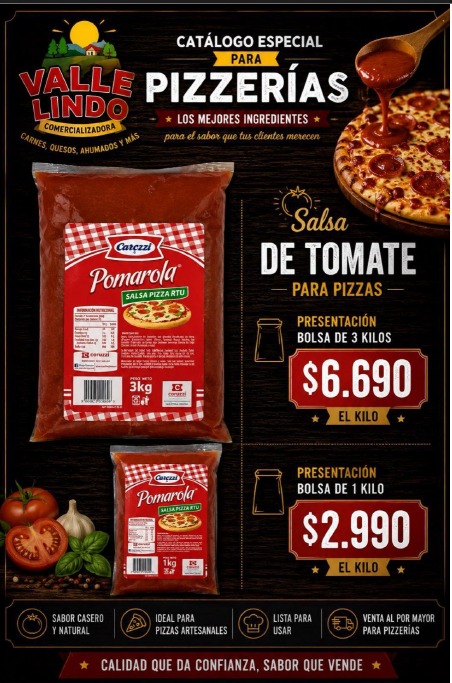 VALLE
LINDO
COMERCIALIZADORA
CARNES, QUESOS, AHUMADOS Y MÁS
CATÁLOGO ESPECIAL
PARA
PIZZERÍAS
★ LOS MEJORES INGREDIENTES ★
para el sabor que tus clientes merecen
Carozzi
Pomarola
SALSA PIZZA RTU
INFORMACIÓN NUTRICIONAL
PESO NETO
3kg
Salsa
DE TOMATE
PARA PIZZAS
PRESENTACIÓN
BOLSA DE 3 KILOS
$6.690
EL KILO
Carozzi
Pomarola
SALSA PIZZA RTU
1kg
PRESENTACIÓN
BOLSA DE 1 KILO
$2.990
EL KILO
SABOR CASERO
Y NATURAL
IDEAL PARA
PIZZAS ARTESANALES
LISTA PARA
USAR
VENTA AL POR MAYOR
PARA PIZZERÍAS
★ CALIDAD QUE DA CONFIANZA, SABOR QUE VENDE ★